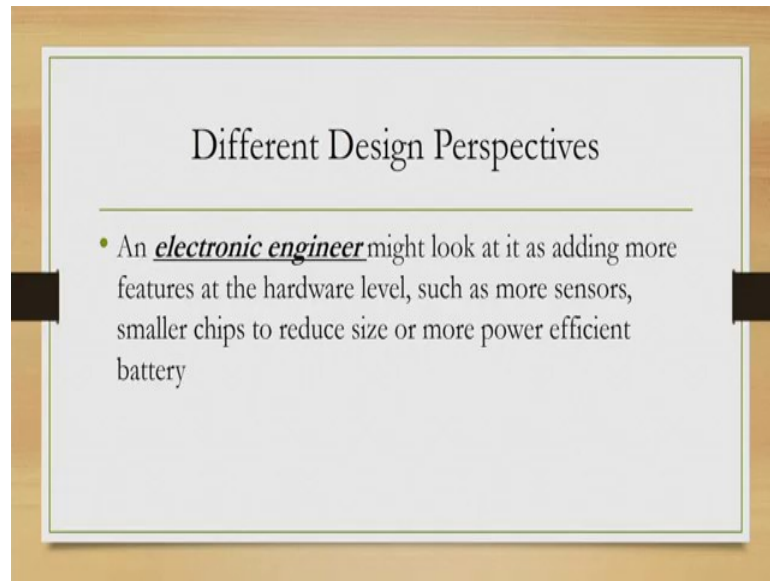 Different Design Perspectives
• An electronic engineer might look at it as adding more
features at the hardware level, such as more sensors,
smaller chips to reduce size or more power efficient
battery